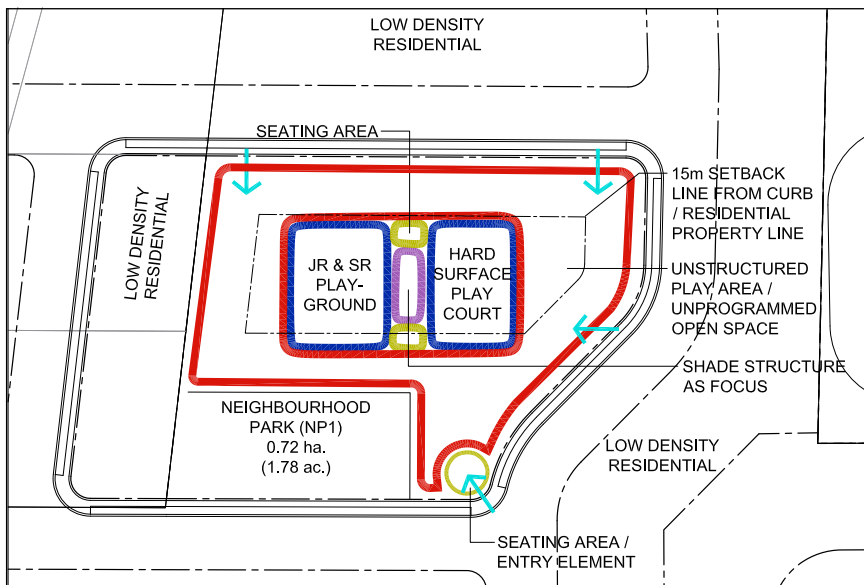 LOW DENSITY
RESIDENTIAL
SEATING AREA
15m SETBACK
LINE FROM CURB
/ RESIDENTIAL
PROPERTY LINE
LOW DENSITY
RESIDENTIAL
JR & SR
PLAY-
GROUND
HARD
SURFACE
PLAY
COURT
UNSTRUCTURED
PLAY AREA /
UNPROGRAMMED
OPEN SPACE
SHADE STRUCTURE
AS FOCUS
NEIGHBOURHOOD
PARK (NP1)
0.72 ha.
(1.78 ac.)
LOW DENSITY
RESIDENTIAL
SEATING AREA /
ENTRY ELEMENT